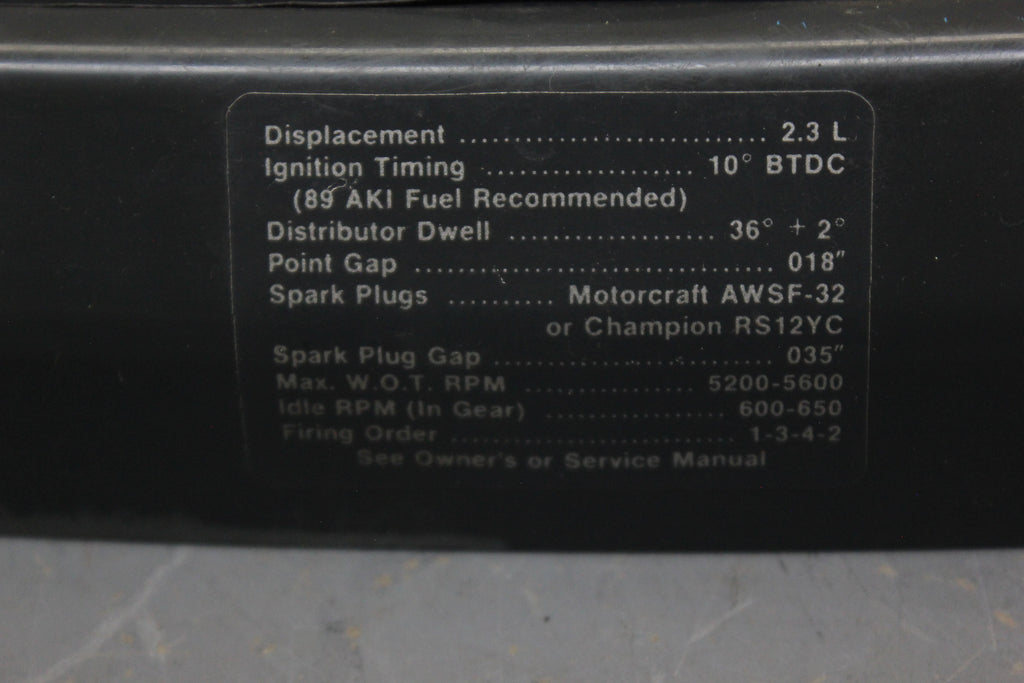 Displacement .............................. 2.3 L
Ignition Timing .................... 10° BTDC
(89 AKI Fuel Recommended)
Distributor Dwell .................... 36° + 2°
Point Gap .................................. 018"
Spark Plugs .......... Motorcraft AWSF-32
or Champion RS12YC
Spark Plug Gap ........................... 035"
Max. W.O.T. RPM ................ 5200-5600
Idle RPM (In Gear) ................. 600-650
Firing Order ........................... 1-3-4-2
See Owner's or Service Manual